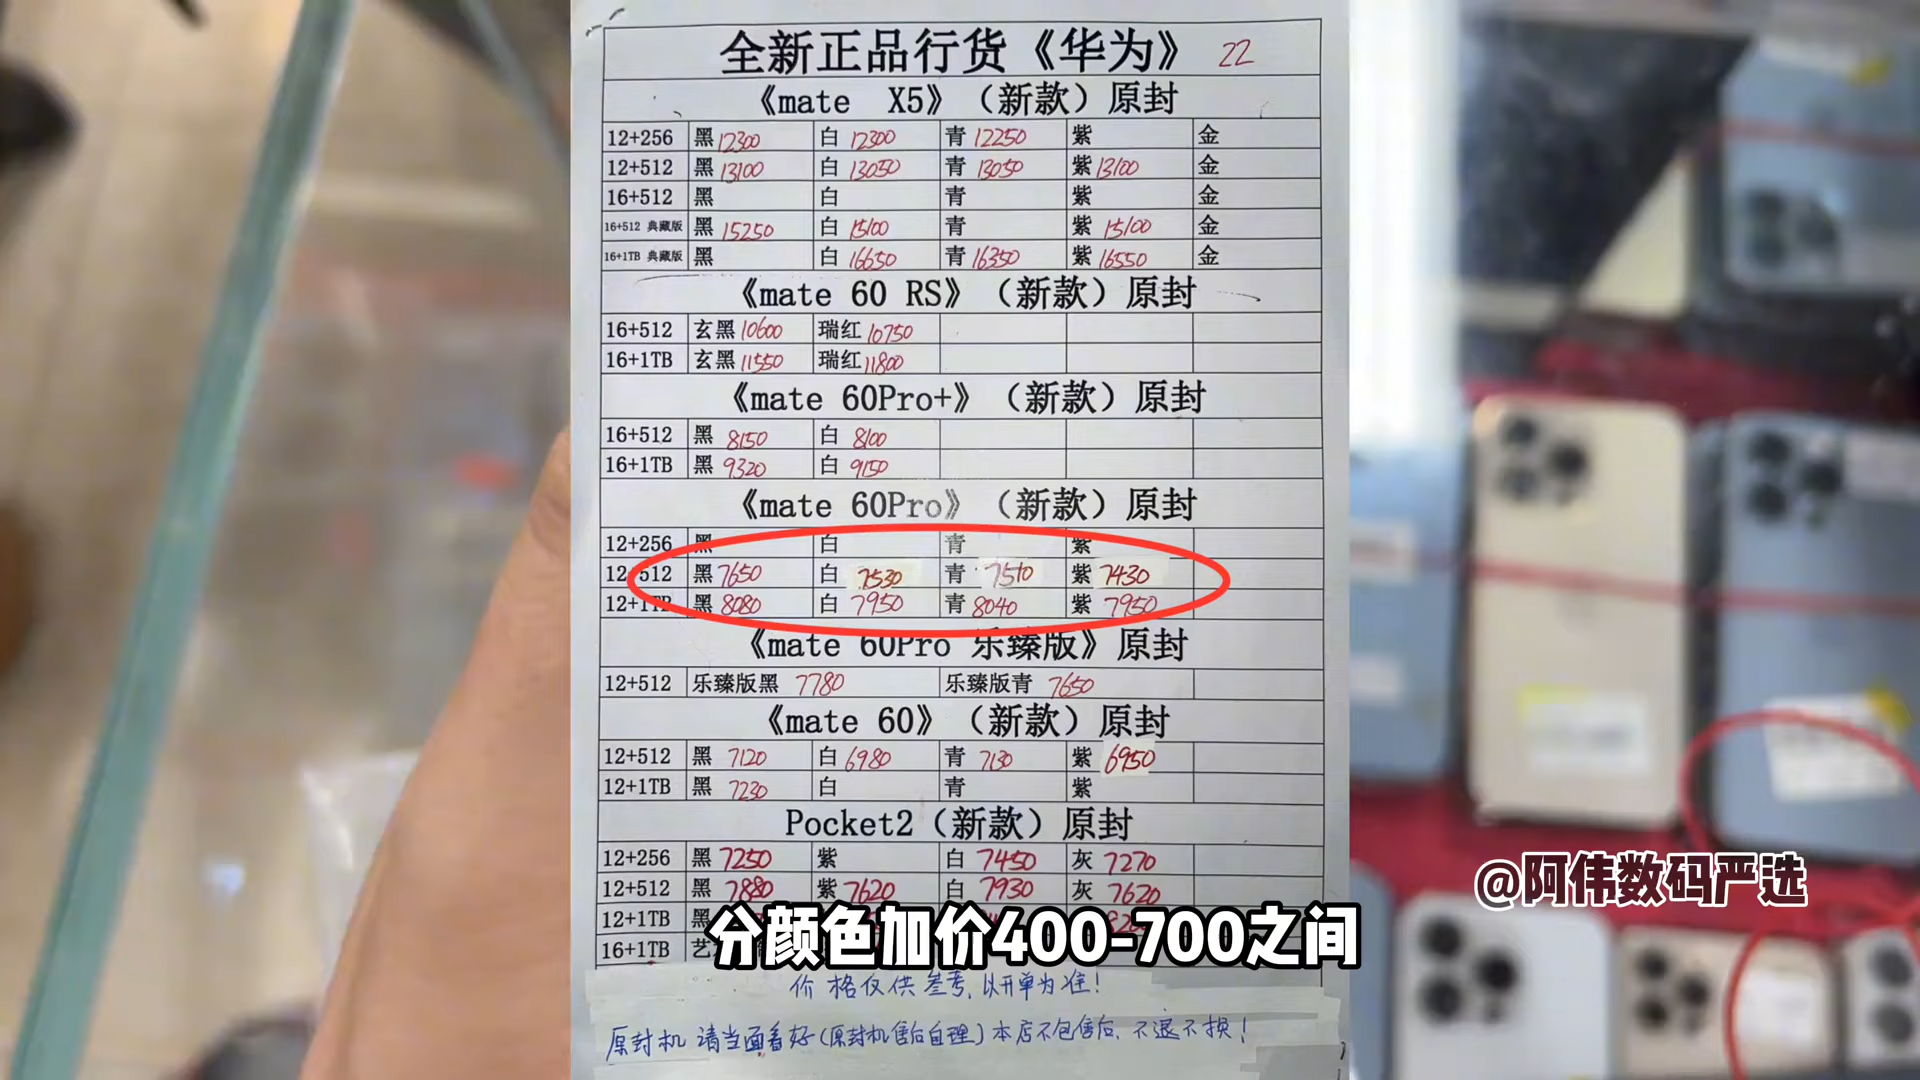 全新正品行货《华为》 22
《mate X5》（新款）原封
12+256 黑 12300 白 12300 青 12250 紫 金
12+512 黑 13100 白 13050 青 13050 紫 13100 金
16+512 黑 白 青 紫 金
16+512 典藏版 黑 15250 白 15100 青 紫 15100 金
16+1TB 典藏版 黑 白 16650 青 16350 紫 16550 金
《mate 60 RS》（新款）原封
16+512 玄黑 10600 瑞红 10750
16+1TB 玄黑 11550 瑞红 11800
《mate 60Pro+》（新款）原封
16+512 黑 8150 白 8100
16+1TB 黑 9320 白 9150
《mate 60Pro》（新款）原封
12+256 黑 白 青 紫
12+512 黑 7650 白 7530 青 7510 紫 7430
12+1TB 黑 8080 白 7950 青 8040 紫 7950
《mate 60Pro 乐臻版》原封
12+512 乐臻版黑 7780 乐臻版青 7650
《mate 60》（新款）原封
12+512 黑 7120 白 6980 青 7130 紫 6950
12+1TB 黑 7230 白 青 紫
Pocket2（新款）原封
12+256 黑 7250 紫 白 7450 灰 7270
12+512 黑 7880 紫 7620 白 7930 灰 7620
12+1TB 黑
16+1TB 艺
分颜色加价400-700之间
价格仅供参考，以开单为准！
原封机 请当面看好（原封机售后自理）本店不包售后，不退不换！
@阿伟数码严选